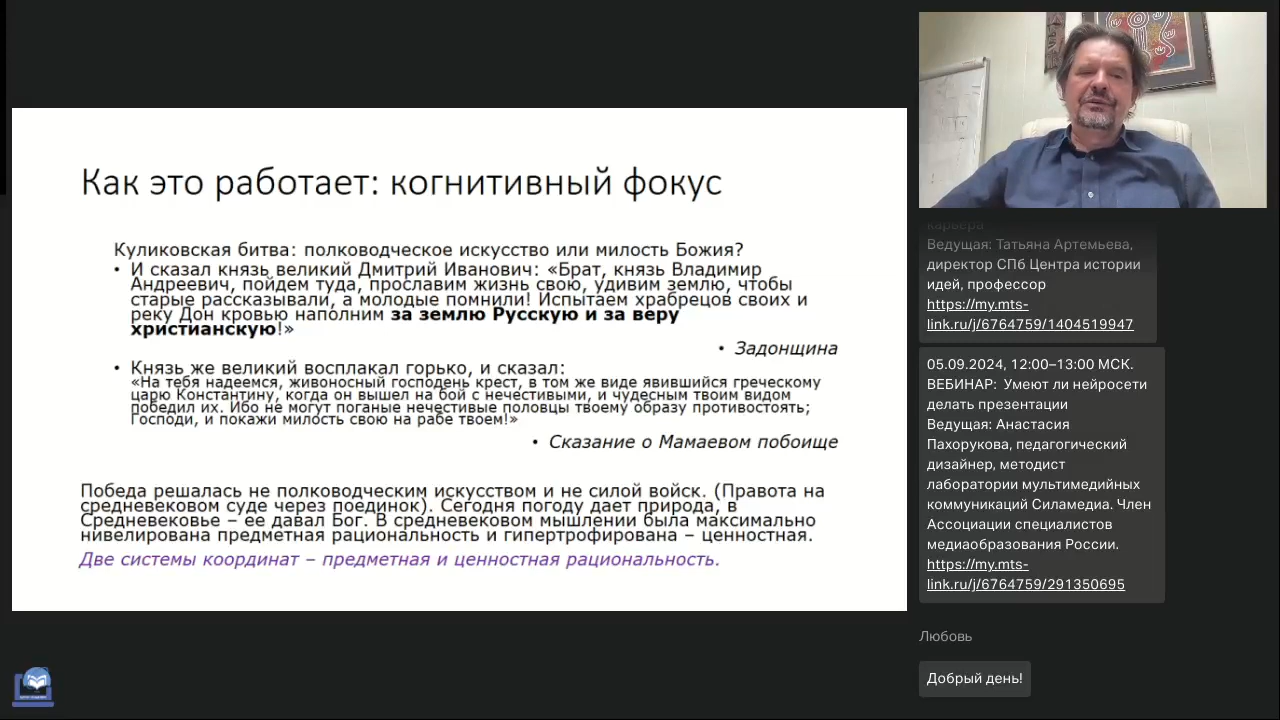 Как это работает: когнитивный фокус
Куликовская битва: полководческое искусство или милость Божия?
• И сказал князь великий Дмитрий Иванович: «Брат, князь Владимир
Андреевич, пойдем туда, прославим жизнь свою, удивим землю, чтобы
старые рассказывали, а молодые помнили! Испытаем храбрецов своих и
реку Дон кровью наполним за землю Русскую и за веру
христианскую!»
• Задонщина
• Князь же великий восплакал горько, и сказал:
«На тебя надеемся, живоносный господень крест, в том же виде явившийся греческому
царю Константину, когда он вышел на бой с нечестивыми, и чудесным твоим видом
победил их. Ибо не могут поганые нечестивые половцы твоему образу противостоять;
Господи, и покажи милость свою на рабе твоем!»
• Сказание о Мамаевом побоище
Победа решалась не полководческим искусством и не силой войск. (Правота на
средневековом суде через поединок). Сегодня погоду дает природа, в
Средневековье – ее давал Бог. В средневековом мышлении была максимально
нивелирована предметная рациональность и гипертрофирована – ценностная.
Две системы координат – предметная и ценностная рациональность.
карьера
Ведущая: Татьяна Артемьева,
директор СПб Центра истории
идей, профессор
https://my.mts-
link.ru/j/6764759/1404519947
05.09.2024, 12:00–13:00 МСК.
ВЕБИНАР: Умеют ли нейросети
делать презентации
Ведущая: Анастасия
Пахорукова, педагогический
дизайнер, методист
лаборатории мультимедийных
коммуникаций Силамедиа. Член
Ассоциации специалистов
медиаобразования России.
https://my.mts-
link.ru/j/6764759/291350695
Любовь
Добрый день!